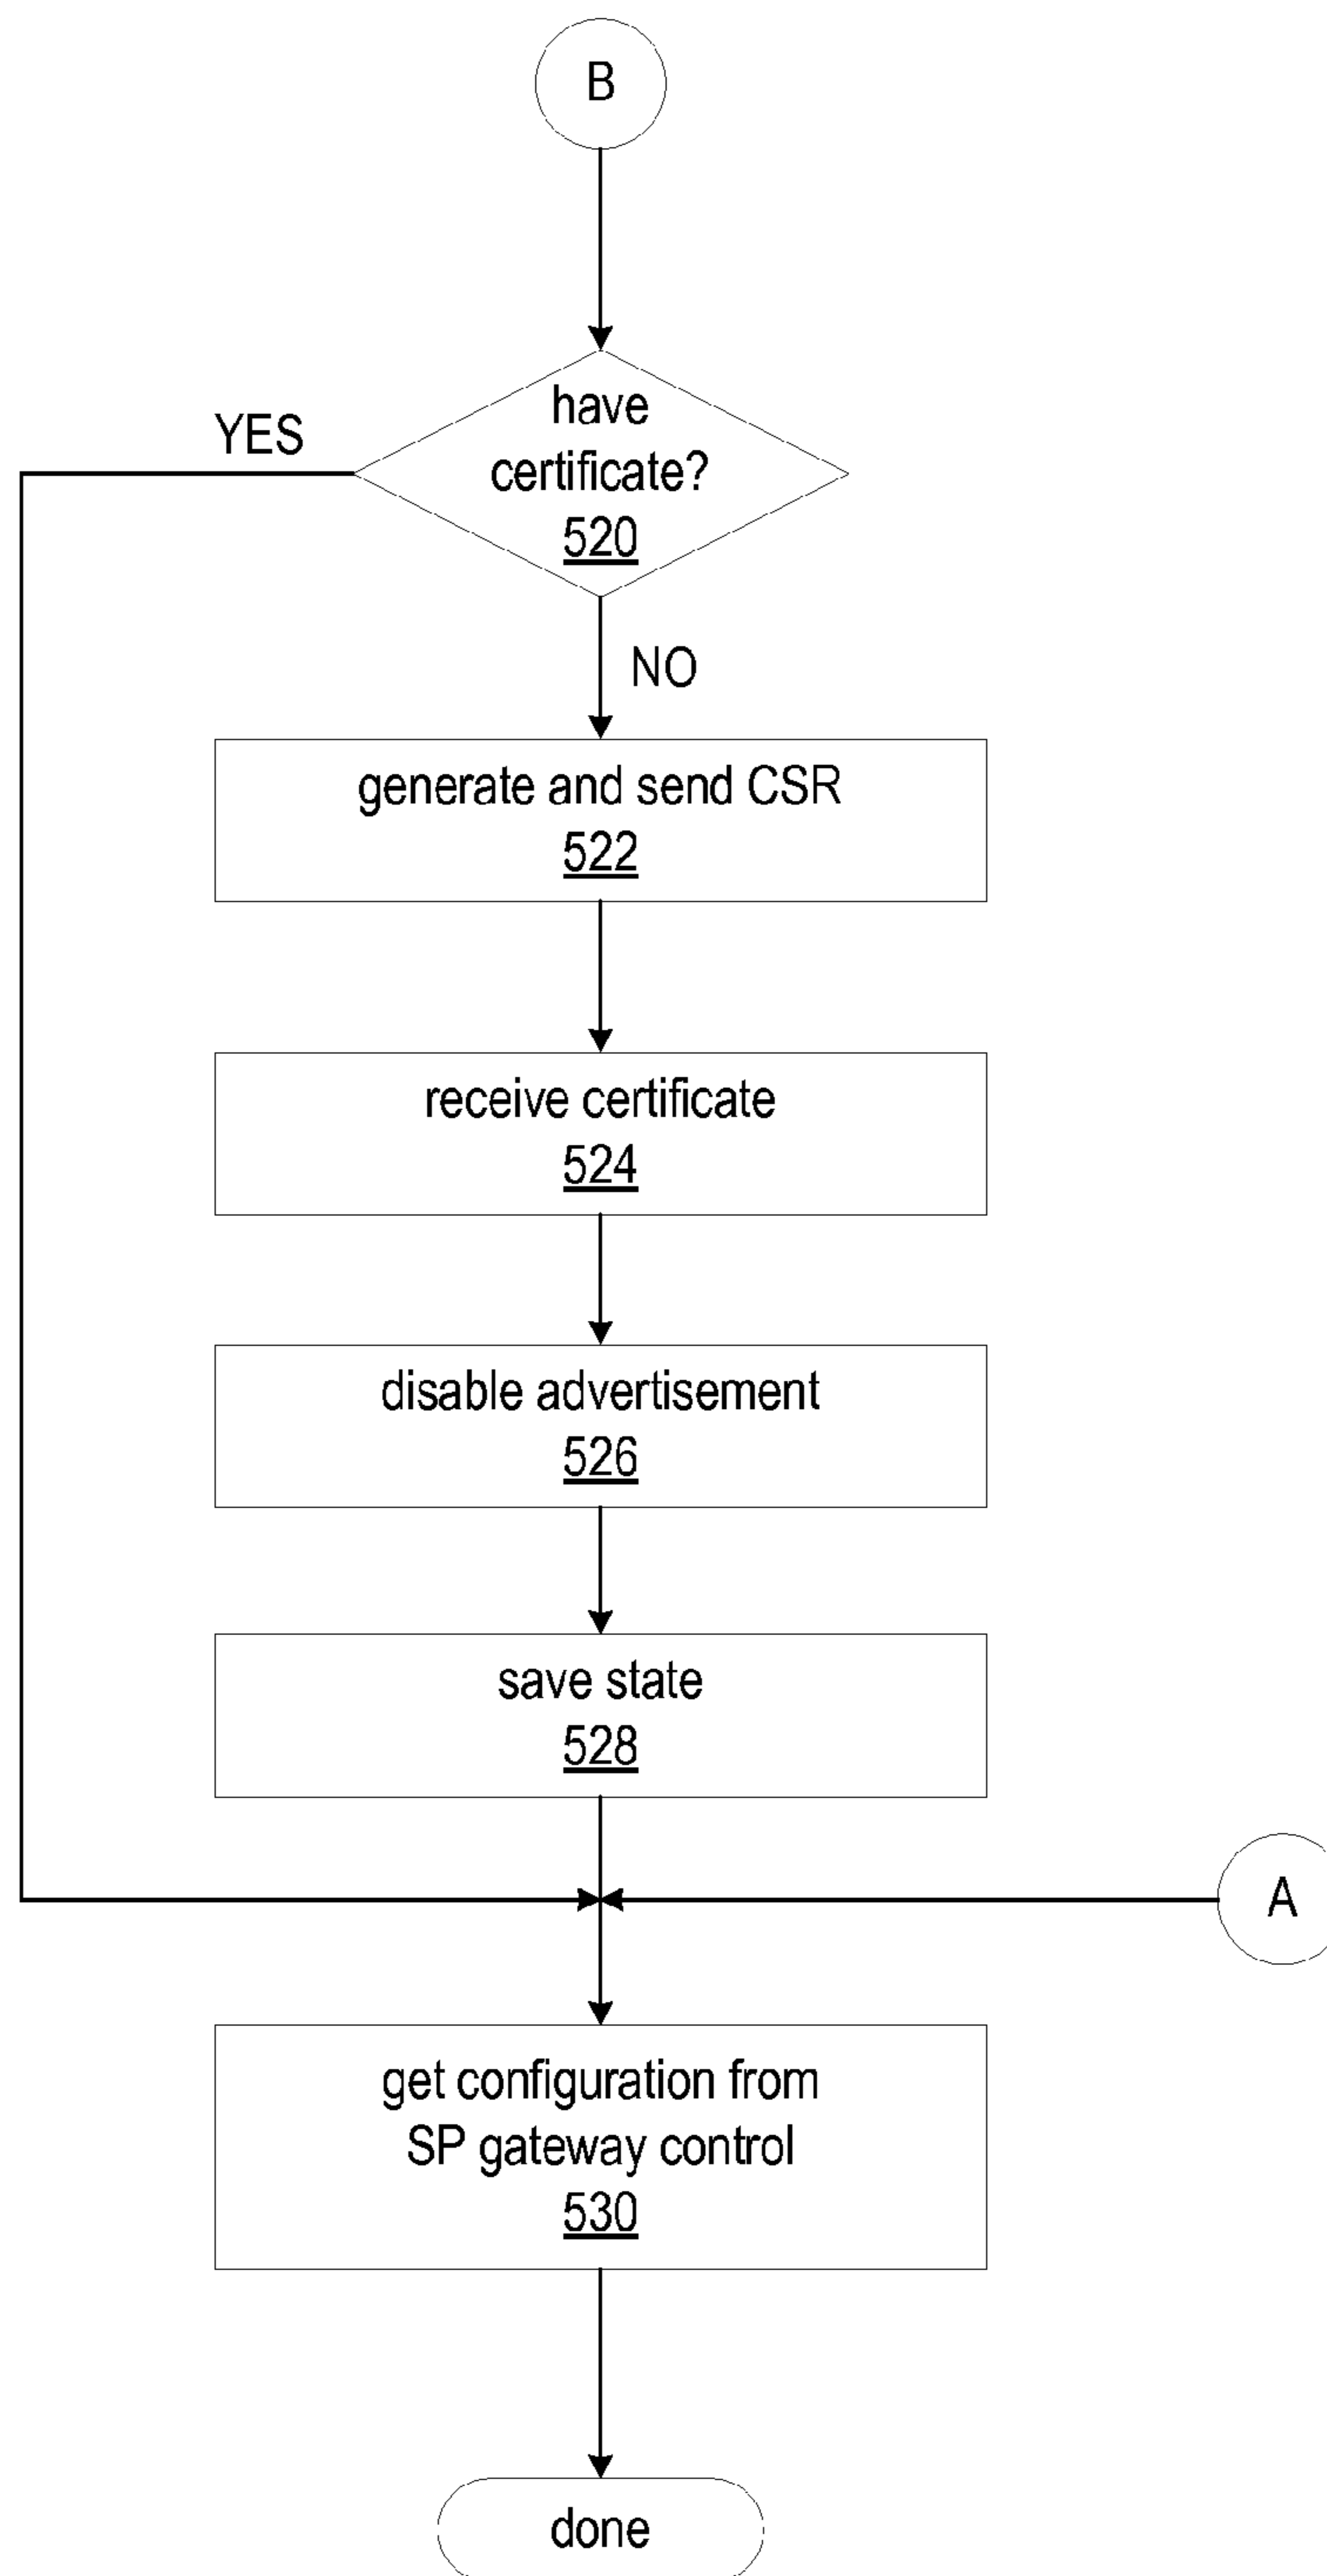 B
have
certificate?
520
YES
NO
generate and send CSR
522
receive certificate
524
disable advertisement
526
save state
528
A
get configuration from
SP gateway control
530
done